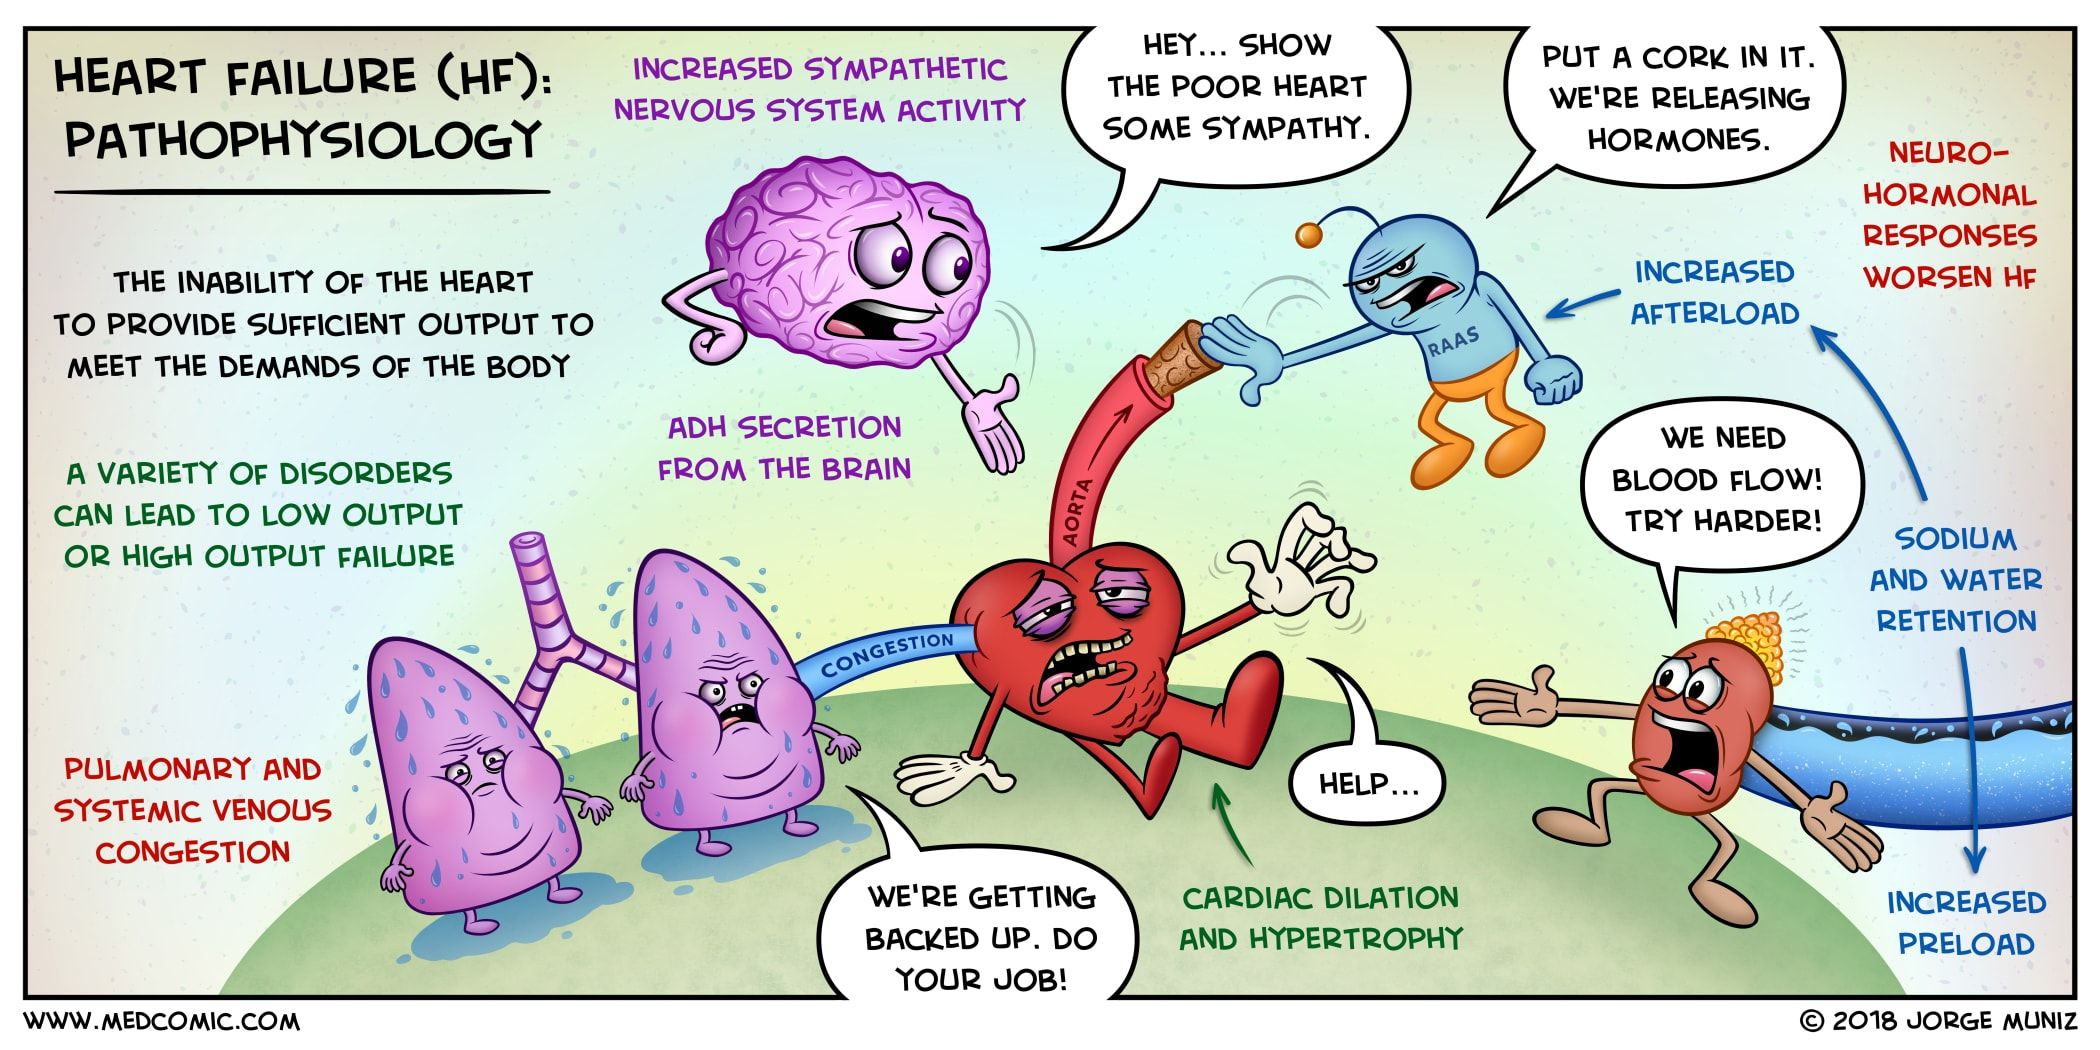 HEART FAILURE (HF):
PATHOPHYSIOLOGY
THE INABILITY OF THE HEART
TO PROVIDE SUFFICIENT OUTPUT TO
MEET THE DEMANDS OF THE BODY
A VARIETY OF DISORDERS
CAN LEAD TO LOW OUTPUT
OR HIGH OUTPUT FAILURE
PULMONARY AND
SYSTEMIC VENOUS
CONGESTION
INCREASED SYMPATHETIC
NERVOUS SYSTEM ACTIVITY
HEY... SHOW
THE POOR HEART
SOME SYMPATHY.
ADH SECRETION
FROM THE BRAIN
PUT A CORK IN IT.
WE'RE RELEASING
HORMONES.
RAAS
AORTA
CONGESTION
WE'RE GETTING
BACKED UP. DO
YOUR JOB!
HELP...
CARDIAC DILATION
AND HYPERTROPHY
WE NEED
BLOOD FLOW!
TRY HARDER!
NEURO-
HORMONAL
RESPONSES
WORSEN HF
INCREASED
AFTERLOAD
SODIUM
AND WATER
RETENTION
INCREASED
PRELOAD
WWW.MEDCOMIC.COM
© 2018 JORGE MUNIZ